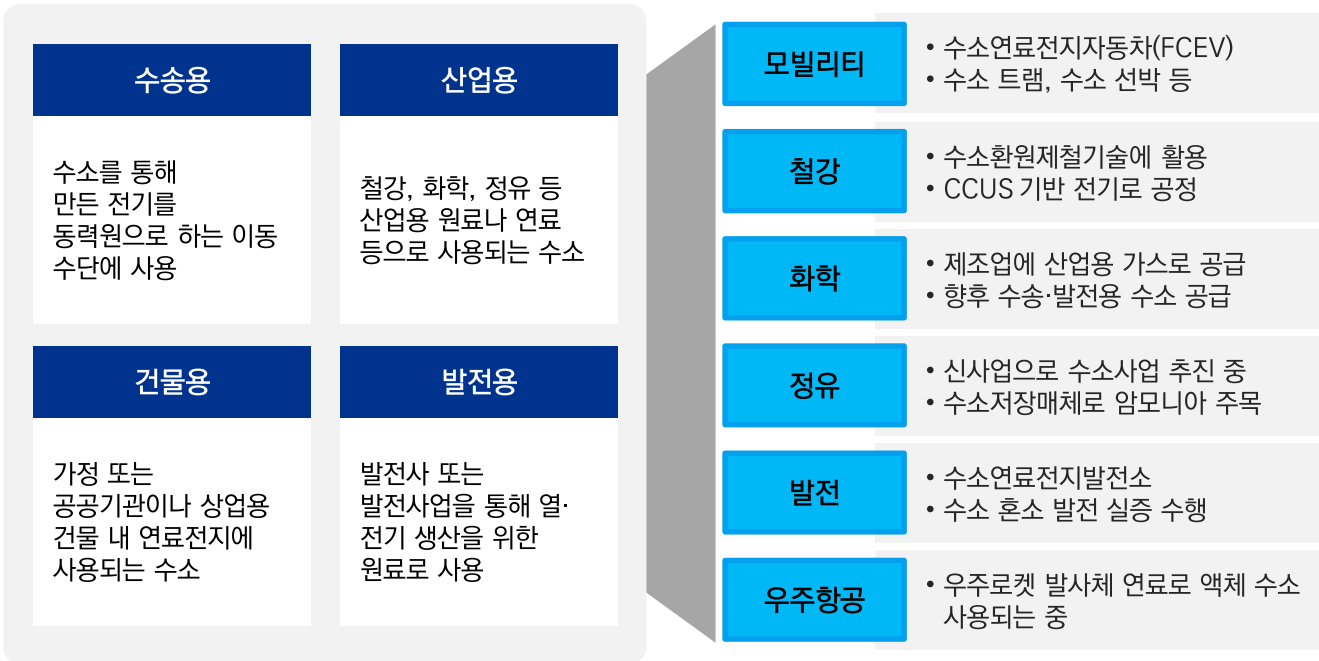 수송용
수소를 통해
만든 전기를
동력원으로 하는 이동
수단에 사용
산업용
철강, 화학, 정유 등
산업용 원료나 연료
등으로 사용되는 수소
건물용
가정 또는
공공기관이나 상업용
건물 내 연료전지에
사용되는 수소
발전용
발전사 또는
발전사업을 통해 열·
전기 생산을 위한
원료로 사용
모빌리티
• 수소연료전지자동차(FCEV)
• 수소 트램, 수소 선박 등
철강
• 수소환원제철기술에 활용
• CCUS 기반 전기로 공정
화학
• 제조업에 산업용 가스로 공급
• 향후 수송·발전용 수소 공급
정유
• 신사업으로 수소사업 추진 중
• 수소저장매체로 암모니아 주목
발전
• 수소연료전지발전소
• 수소 혼소 발전 실증 수행
우주항공
• 우주로켓 발사체 연료로 액체 수소
사용되는 중